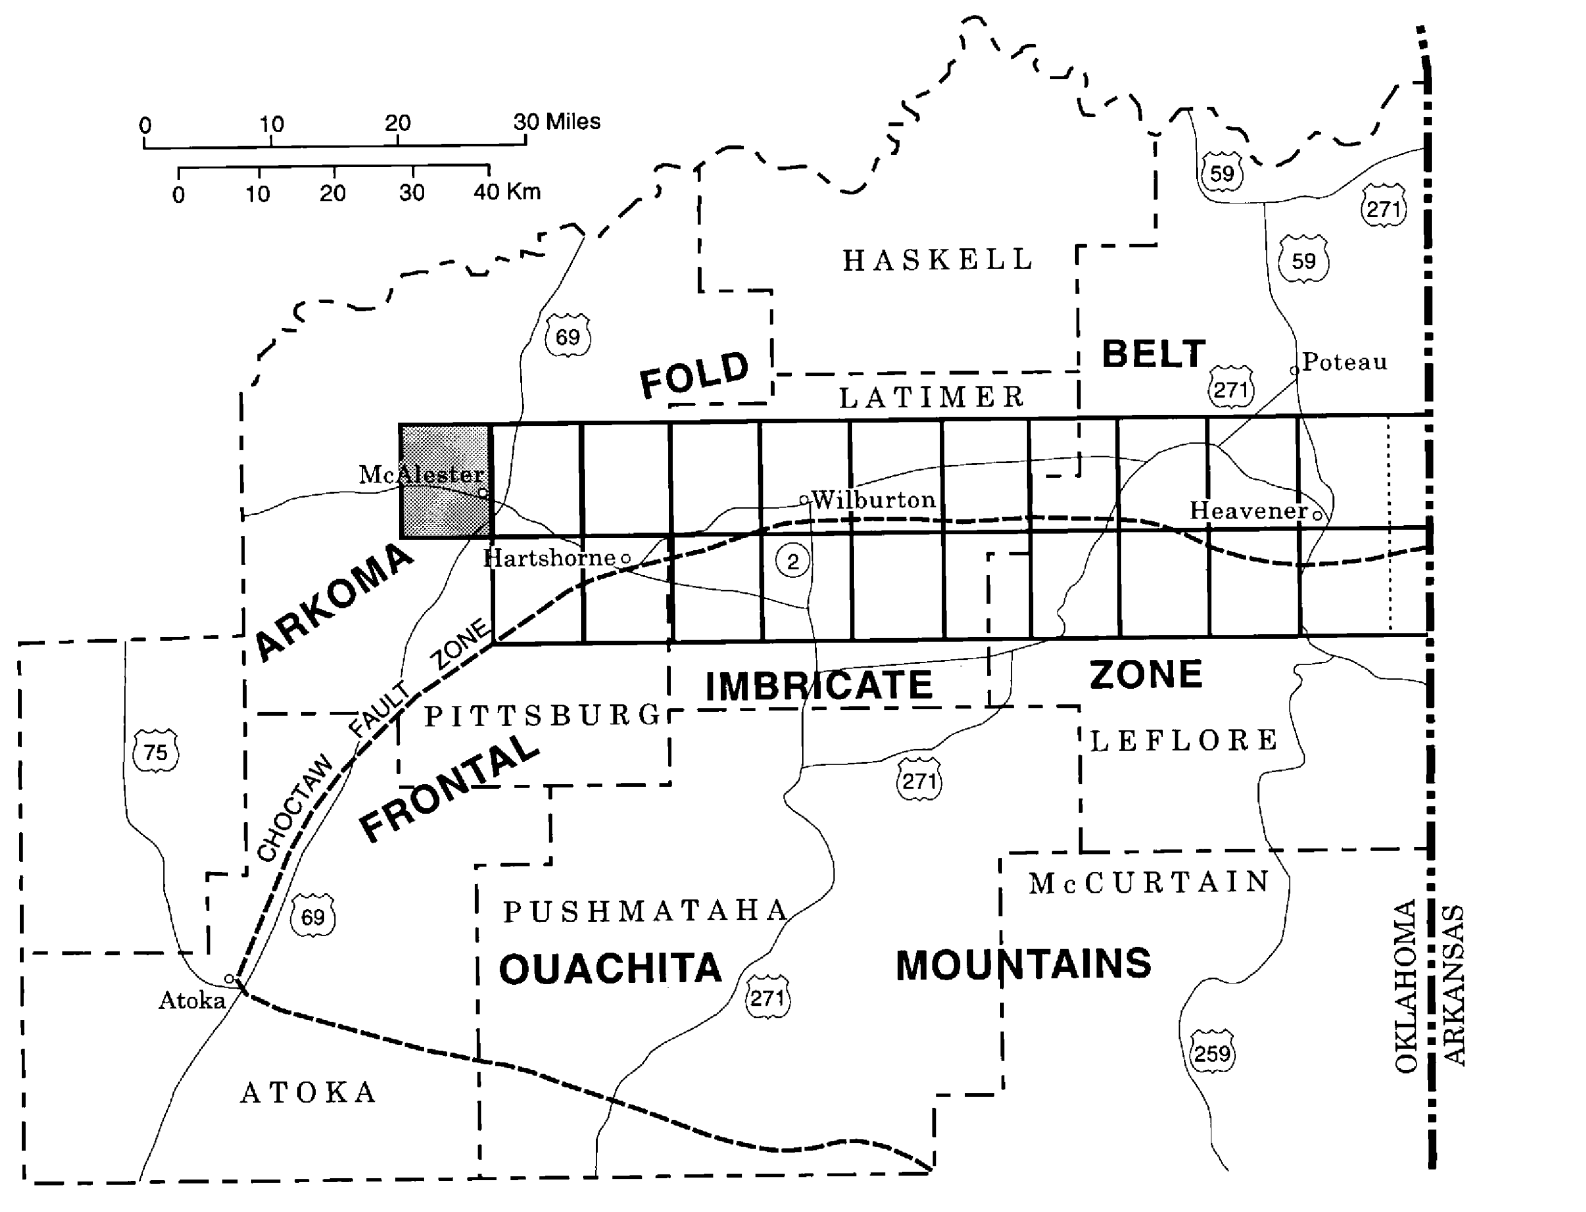 0 10 20 30 Miles
0 10 20 30 40 Km
59
271
59
HASKELL
69
FOLD
BELT
Poteau
271
LATIMER
McAlester
Wilburton
Heavener
Hartshorne
2
ARKOMA
ZONE
IMBRICATE
ZONE
FAULT
PITTSBURG
LEFLORE
75
CHOCTAW
FRONTAL
271
McCURTAIN
69
PUSHMATAHA
OUACHITA
MOUNTAINS
OKLAHOMA
ARKANSAS
Atoka
271
259
ATOKA